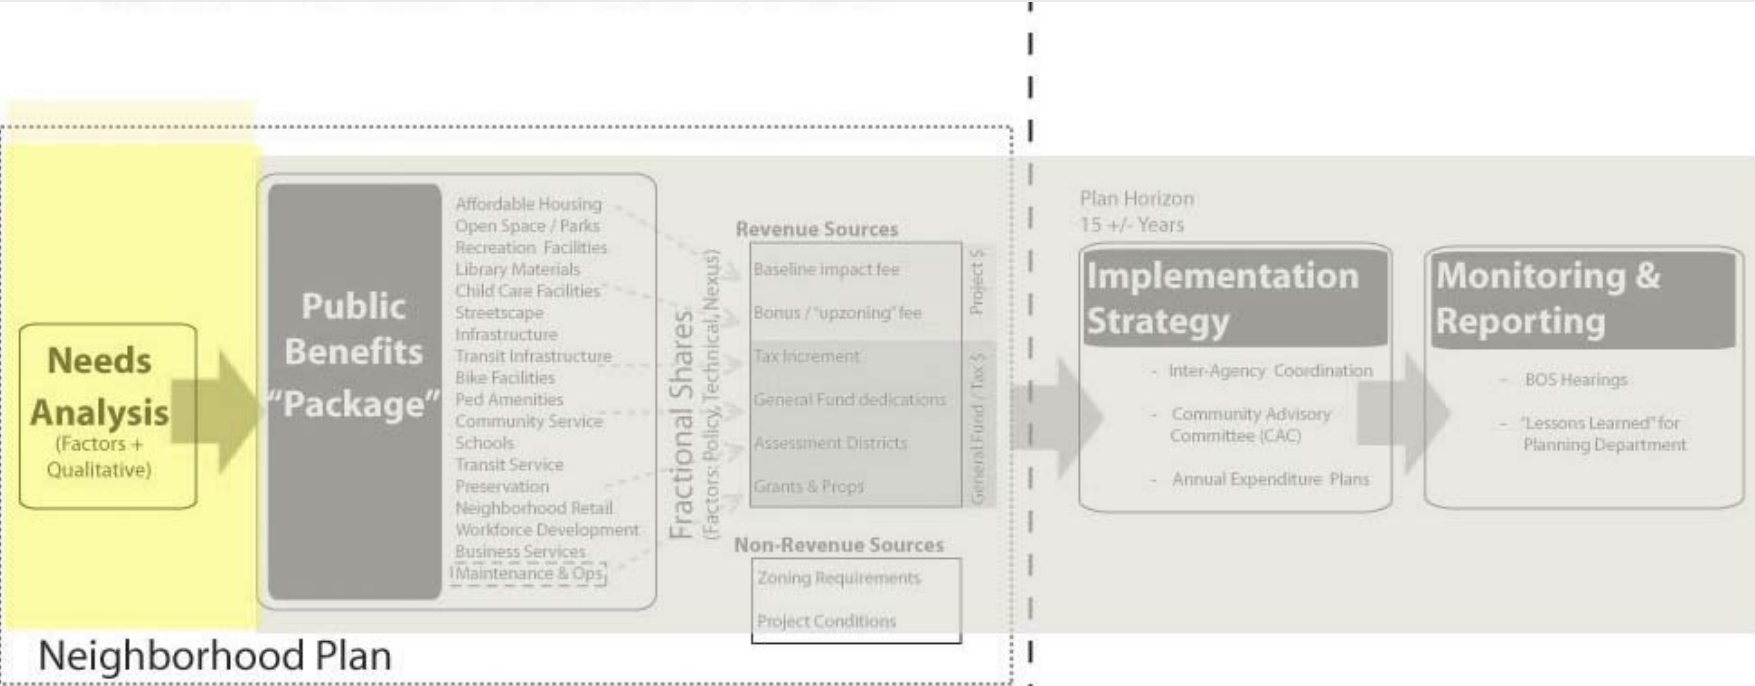 Needs
Analysis
(Factors +
Qualitative)
Public
Benefits
"Package"
Affordable Housing
Open Space / Parks
Recreation Facilities
Library Materials
Child Care Facilities
Streetscape
Infrastructure
Transit Infrastructure
Bike Facilities
Ped Amenities
Community Service
Schools
Transit Service
Preservation
Neighborhood Retail
Workforce Development
Business Services
Maintenance & Ops
Fractional Shares
(Factors: Policy, Technical, Nexus)
Revenue Sources
Baseline impact fee
Bonus / "upzoning" fee
Tax Increment
General Fund dedications
Assessment Districts
Grants & Props
Project $
General Fund / Tax $
Non-Revenue Sources
Zoning Requirements
Project Conditions
Neighborhood Plan
Plan Horizon
15 +/- Years
Implementation
Strategy
- Inter-Agency Coordination
- Community Advisory
Committee (CAC)
- Annual Expenditure Plans
Monitoring &
Reporting
- BOS Hearings
- "Lessons Learned" for
Planning Department